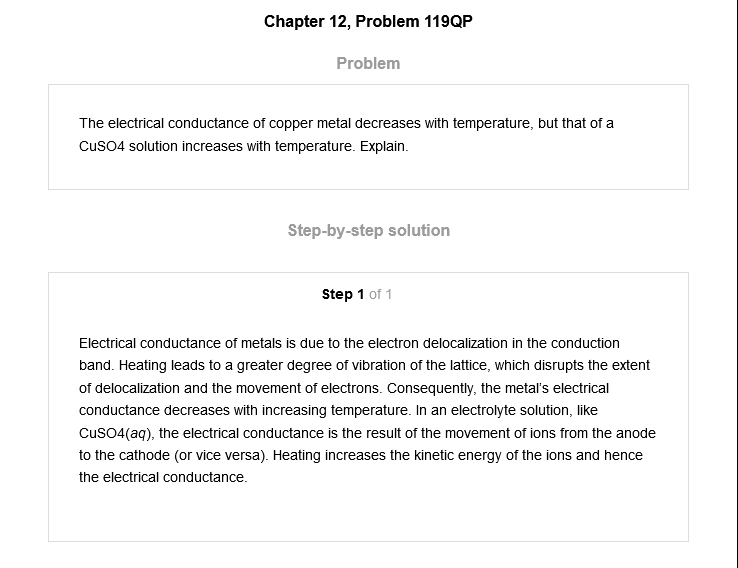 Chapter 12, Problem 119QP
Problem
The electrical conductance of copper metal decreases with temperature, but that of a
CuSO4 solution increases with temperature. Explain.
Step-by-step solution
Step 1 of 1
Electrical conductance of metals is due to the electron delocalization in the conduction
band. Heating leads to a greater degree of vibration of the lattice, which disrupts the extent
of delocalization and the movement of electrons. Consequently, the metal's electrical
conductance decreases with increasing temperature. In an electrolyte solution, like
CuSO4(aq), the electrical conductance is the result of the movement of ions from the anode
to the cathode (or vice versa). Heating increases the kinetic energy of the ions and hence
the electrical conductance.